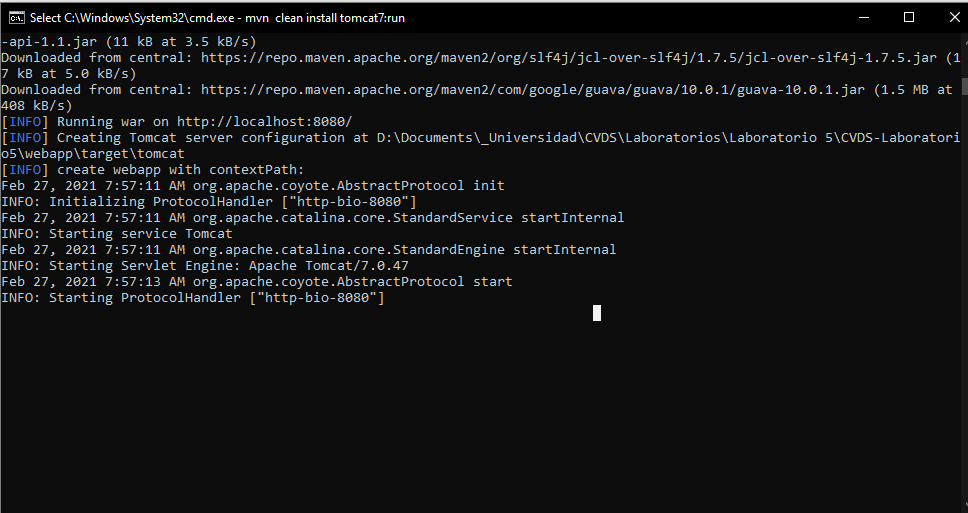 Select C:\Windows\System32\cmd.exe - mvn  clean install tomcat7:run
-api-1.1.jar (11 kB at 3.5 kB/s)
Downloaded from central: https://repo.maven.apache.org/maven2/org/slf4j/jcl-over-slf4j/1.7.5/jcl-over-slf4j-1.7.5.jar (1
7 kB at 5.0 kB/s)
Downloaded from central: https://repo.maven.apache.org/maven2/com/google/guava/guava/10.0.1/guava-10.0.1.jar (1.5 MB at
408 kB/s)
[INFO] Running war on http://localhost:8080/
[INFO] Creating Tomcat server configuration at D:\Documents\_Universidad\CVDS\Laboratorios\Laboratorio 5\CVDS-Laboratori
o5\webapp\target\tomcat
[INFO] create webapp with contextPath:
Feb 27, 2021 7:57:11 AM org.apache.coyote.AbstractProtocol init
INFO: Initializing ProtocolHandler ["http-bio-8080"]
Feb 27, 2021 7:57:11 AM org.apache.catalina.core.StandardService startInternal
INFO: Starting service Tomcat
Feb 27, 2021 7:57:11 AM org.apache.catalina.core.StandardEngine startInternal
INFO: Starting Servlet Engine: Apache Tomcat/7.0.47
Feb 27, 2021 7:57:13 AM org.apache.coyote.AbstractProtocol start
INFO: Starting ProtocolHandler ["http-bio-8080"]